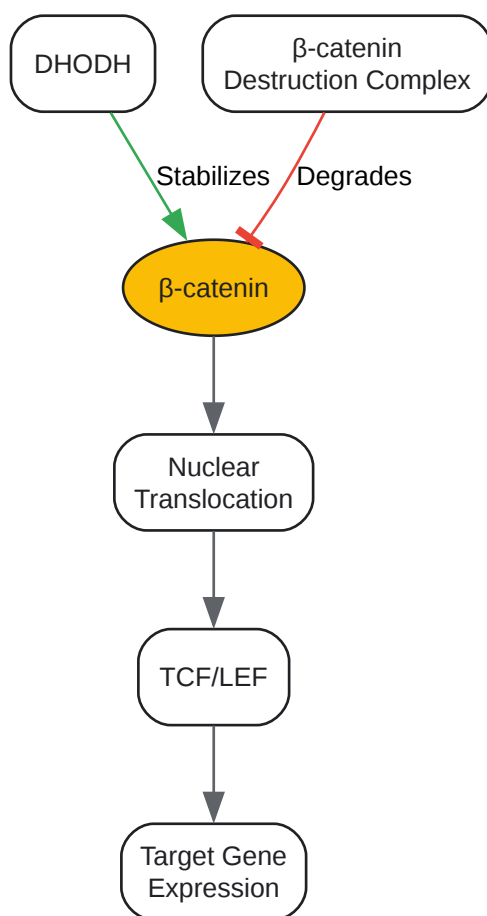 DHODH
β-catenin
Destruction Complex
Stabilizes
Degrades
β-catenin
Nuclear
Translocation
TCF/LEF
Target Gene
Expression